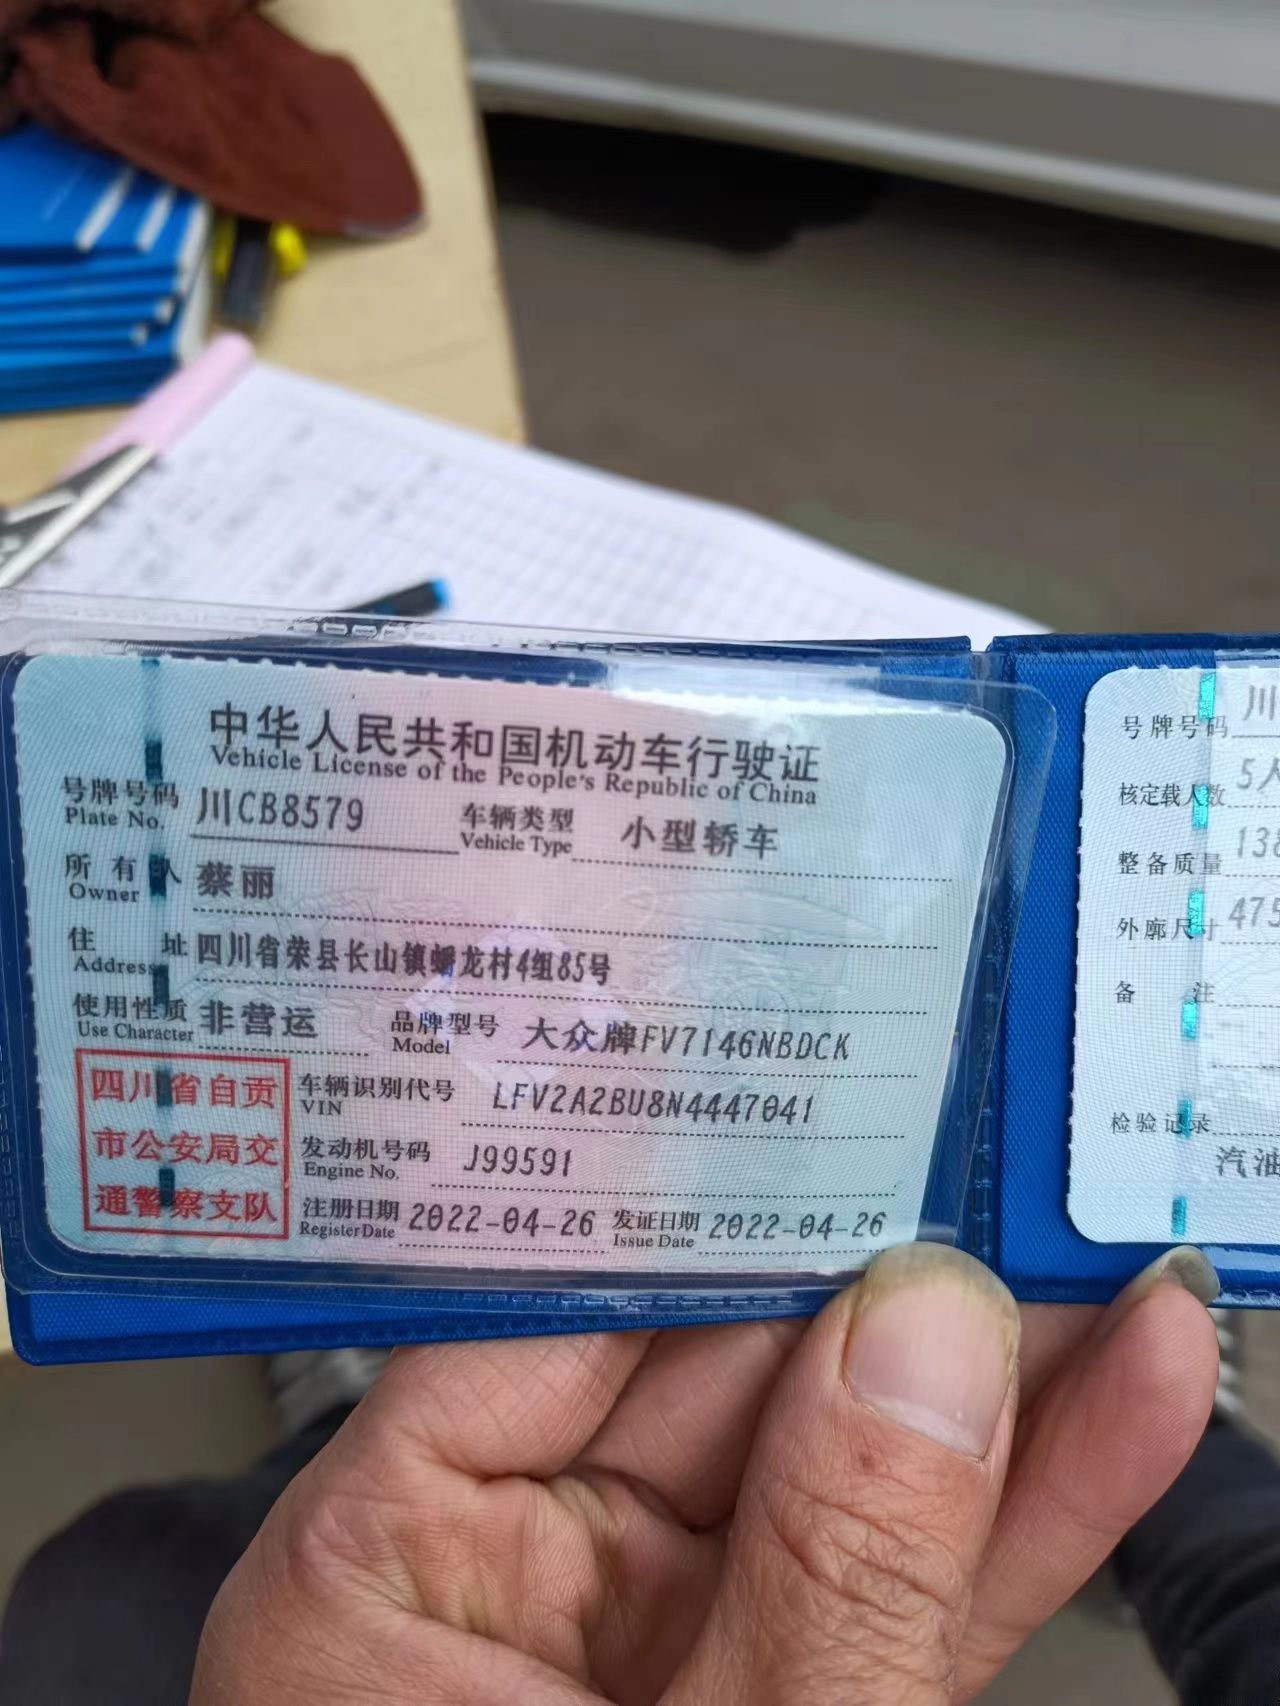 中华人民共和国机动车行驶证
Vehicle License of the People's Republic of China
号牌号码 川CB8579 车辆类型 小型轿车
Plate No. Vehicle Type
所有人 蔡丽
Owner
住址 四川省荣县长山镇蟠龙村4组85号
Address
使用性质 非营运 品牌型号 大众牌FV7146NBDCK
Use Character Model
四川省自贡
市公安局交
通警察支队
车辆识别代号 LFV2A2BU8N4447041
VIN
发动机号码 J99591
Engine No.
注册日期 2022-04-26 发证日期 2022-04-26
Register Date Issue Date
号牌号码 川
核定载人数 5人
整备质量 138
外廓尺寸 475
备注
检验记录
汽油